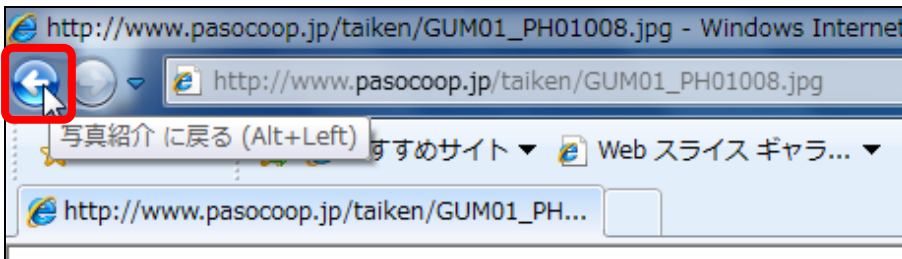 http://www.pasocoop.jp/taiken/GUM01_PH01008.jpg - Windows Internet
http://www.pasocoop.jp/taiken/GUM01_PH01008.jpg
写真紹介 に戻る (Alt+Left)
すすめサイト ▼ Web スライス ギャラ... ▼
http://www.pasocoop.jp/taiken/GUM01_PH...